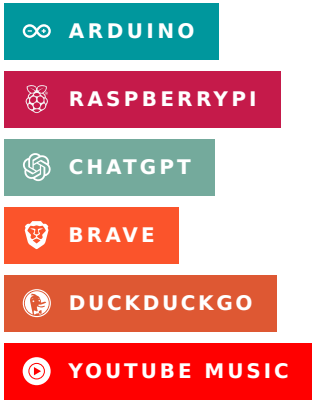 ARDUINO
RASPBERRYPI
CHATGPT
BRAVE
DUCKDUCKGO
YOUTUBE MUSIC